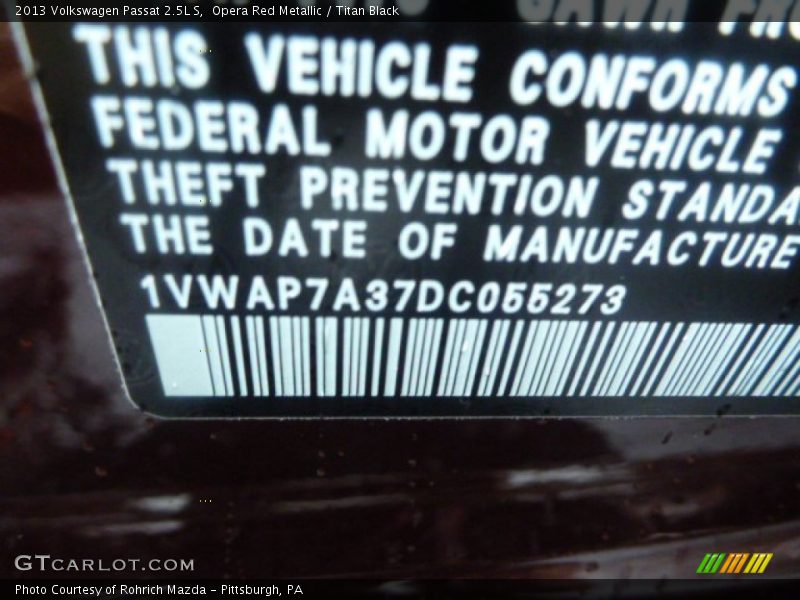 2013 Volkswagen Passat 2.5L S, Opera Red Metallic / Titan Black
THIS VEHICLE CONFORMS
FEDERAL MOTOR VEHICLE
THEFT PREVENTION STANDA
THE DATE OF MANUFACTURE
1VWAP7A37DC055273
GTCARLOT.COM
Photo Courtesy of Rohrich Mazda - Pittsburgh, PA